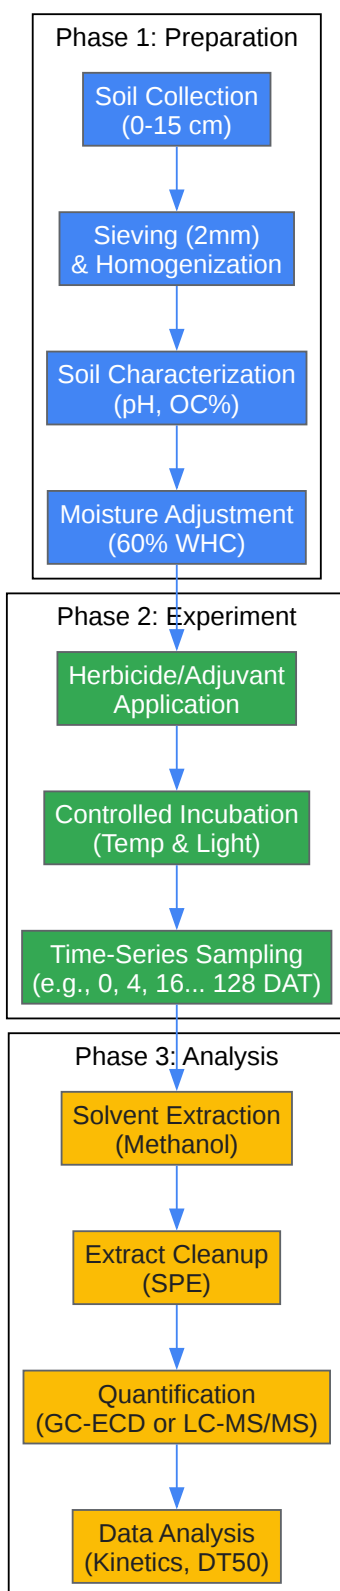 Phase 1: Preparation
Soil Collection
(0-15 cm)
Sieving (2mm)
& Homogenization
Soil Characterization
(pH, OC%)
Moisture Adjustment
(60% WHC)
Phase 2: Experiment
Herbicide/Adjuvant
Application
Controlled Incubation
(Temp & Light)
Time-Series Sampling
(e.g., 0, 4, 16... 128 DAT)
Phase 3: Analysis
Solvent Extraction
(Methanol)
Extract Cleanup
(SPE)
Quantification
(GC-ECD or LC-MS/MS)
Data Analysis
(Kinetics, DT50)